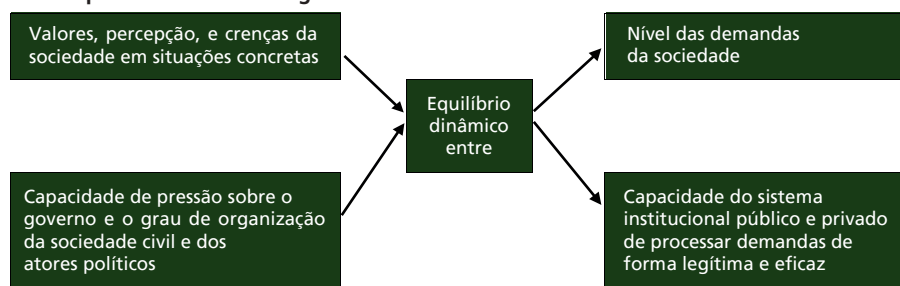 Valores, percepção, e crenças da
sociedade em situações concretas
Nível das demandas
da sociedade
Equilíbrio
dinâmico
entre
Capacidade de pressão sobre o
governo e o grau de organização
da sociedade civil e dos
atores políticos
Capacidade do sistema
institucional público e privado
de processar demandas de
forma legítima e eficaz